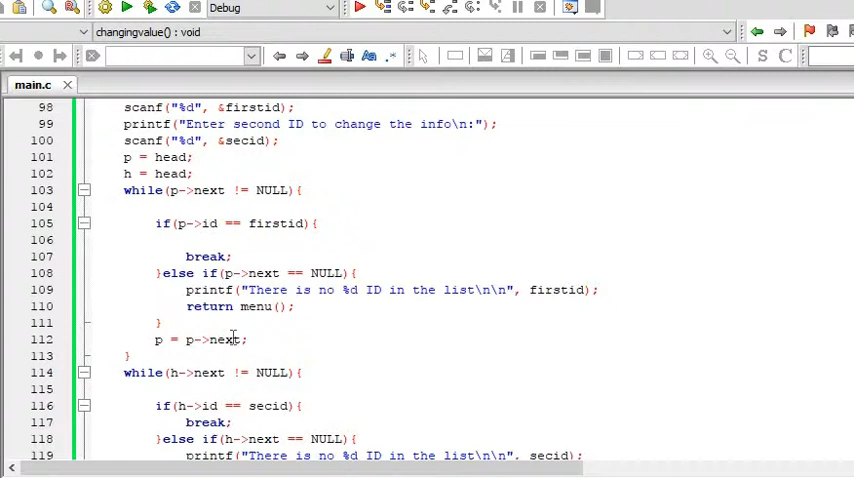 Debug
changingvalue() : void
S C
main.c
98 scanf("%d", &firstid);
99 printf("Enter second ID to change the info\n:");
100 scanf("%d", &secid);
101 p = head;
102 h = head;
103 while(p->next != NULL){
104
105 if(p->id == firstid){
106
107 break;
108 }else if(p->next == NULL){
109 printf("There is no %d ID in the list\n\n", firstid);
110 return menu();
111 }
112 p = p->next;
113 }
114 while(h->next != NULL){
115
116 if(h->id == secid){
117 break;
118 }else if(h->next == NULL){
119 printf("There is no %d ID in the list\n\n", secid);